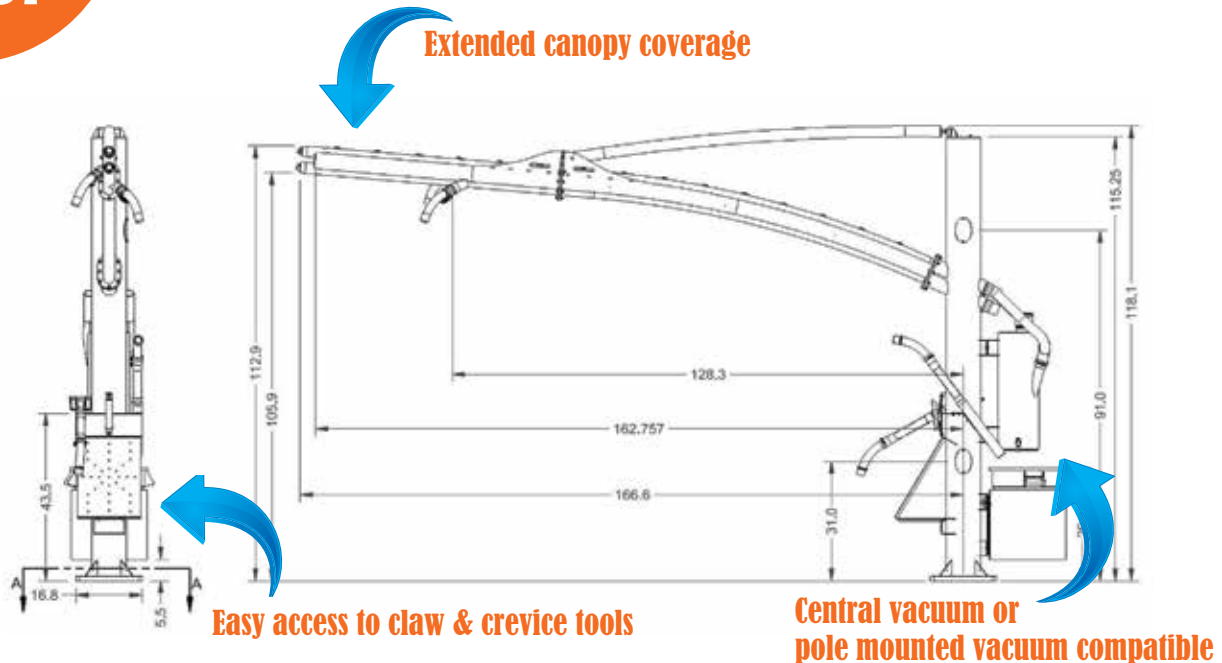 Extended canopy coverage
112.9
105.9
128.3
162.757
166.6
31.0
91.0
115.25
118.1
43.5
A
A
16.8
5.5
Easy access to claw & crevice tools
Central vacuum or
pole mounted vacuum compatible